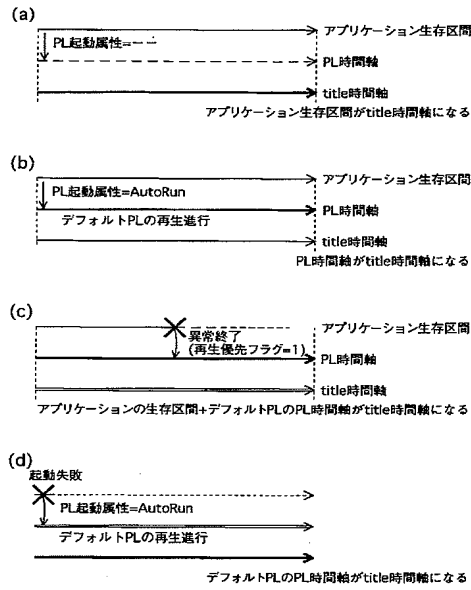 (a)
アプリケーション生存区間
PL起動属性=ーー
PL時間軸
title時間軸
アプリケーション生存区間がtitle時間軸になる
(b)
アプリケーション生存区間
PL起動属性=AutoRun
PL時間軸
デフォルトPLの再生進行
title時間軸
PL時間軸がtitle時間軸になる
(c)
アプリケーション生存区間
異常終了
(再生優先フラグ=1)
PL時間軸
title時間軸
アプリケーションの生存区間+デフォルトPLのPL時間軸がtitle時間軸になる
(d)
起動失敗
PL起動属性=AutoRun
デフォルトPLの再生進行
デフォルトPLのPL時間軸がtitle時間軸になる